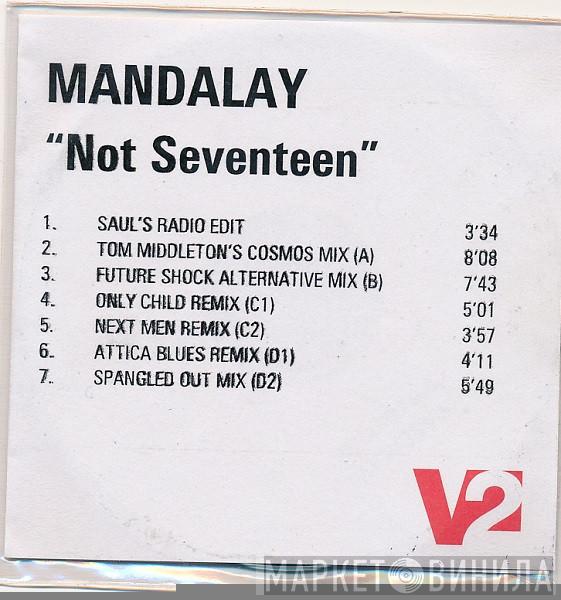 MANDALAY
"Not Seventeen"
1. SAUL'S RADIO EDIT 3'34
2. TOM MIDDLETON'S COSMOS MIX (A) 8'08
3. FUTURE SHOCK ALTERNATIVE MIX (B) 7'43
4. ONLY CHILD REMIX (C1) 5'01
5. NEXT MEN REMIX (C2) 3'57
6. ATTICA BLUES REMIX (D1) 4'11
7. SPANGLED OUT MIX (D2) 5'49
V2
МАРКЕТ ВИНИЛА